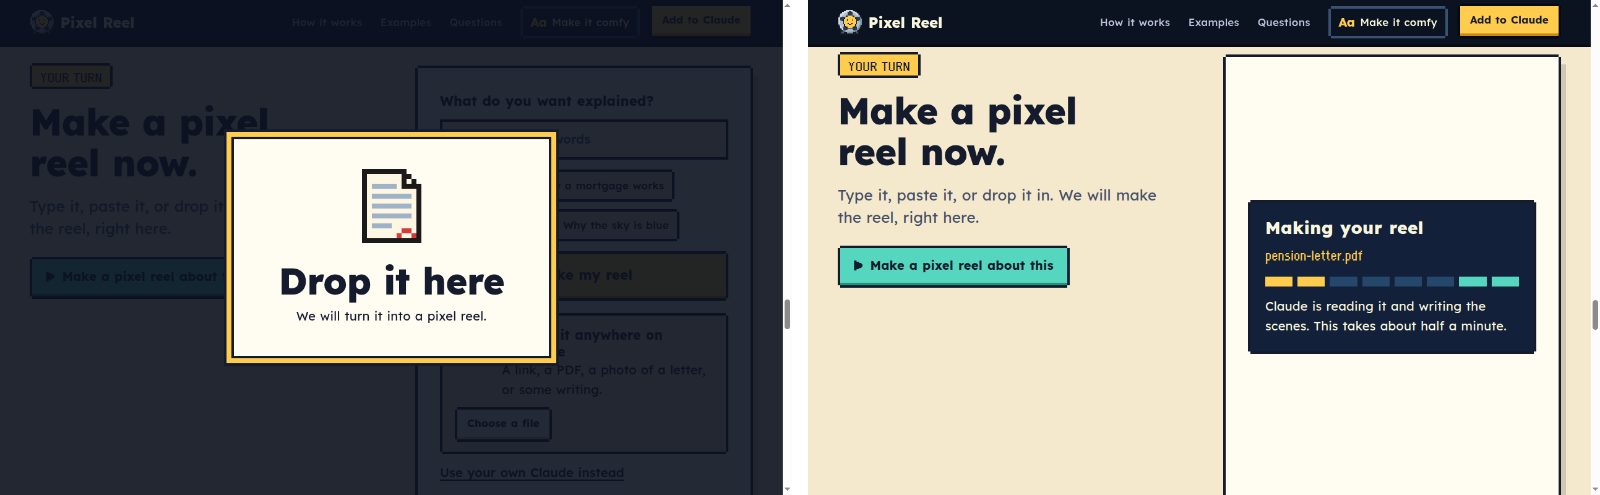 Pixel Reel
How it works
Examples
Questions
Aa Make it comfy
Add to Claude
YOUR TURN
Make a pixel
reel now.
Type it, paste it, or drop it
the reel, right here.
Make a pixel reel about
What do you want explained?
words
a mortgage works
Why the sky is blue
my reel
it anywhere on
A link, a PDF, a photo of a letter,
or some writing.
Choose a file
Use your own Claude instead
Drop it here
We will turn it into a pixel reel.
Pixel Reel
How it works
Examples
Questions
Aa Make it comfy
Add to Claude
YOUR TURN
Make a pixel
reel now.
Type it, paste it, or drop it in. We will make
the reel, right here.
Make a pixel reel about this
Making your reel
pension-letter.pdf
Claude is reading it and writing the
scenes. This takes about half a minute.